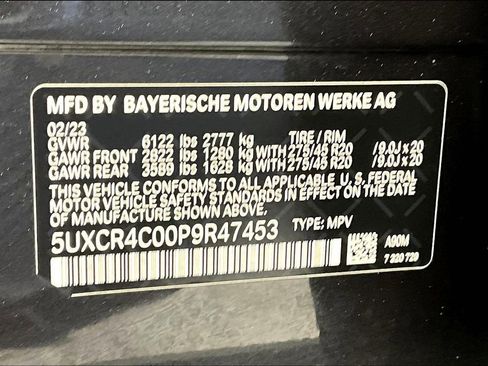 MFD BY BAYERISCHE MOTOREN WERKE AG
02/23
GVWR 6122 lbs 2777 kg TIRE / RIM
GAWR FRONT 2822 lbs 1280 kg WITH 275/45 R20 / 9.0J x 20
GAWR REAR 3589 lbs 1628 kg WITH 275/45 R20 / 9.0J x 20
THIS VEHICLE CONFORMS TO ALL APPLICABLE U. S. FEDERAL
MOTOR VEHICLE SAFETY STANDARDS IN EFFECT ON THE DATE
OF MANUFACTURE SHOWN ABOVE.
5UXCR4C00P9R47453 TYPE: MPV
A90M
7 320 720